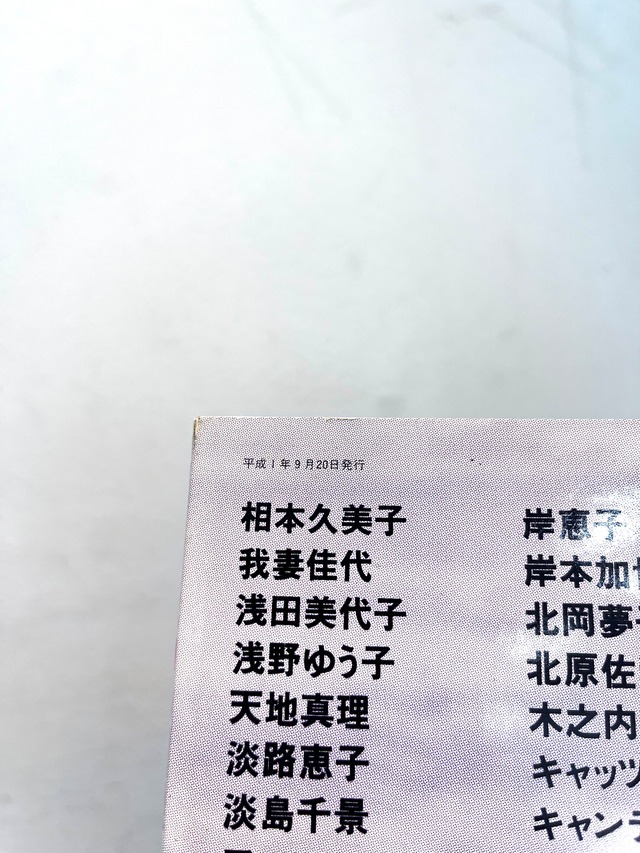 平成1年9月20日発行
相本久美子
我妻佳代
浅田美代子
浅野ゆう子
天地真理
淡路恵子
淡島千景
岸恵子
岸本加
北岡夢
北原佐
木之内
キャッツ
キャン